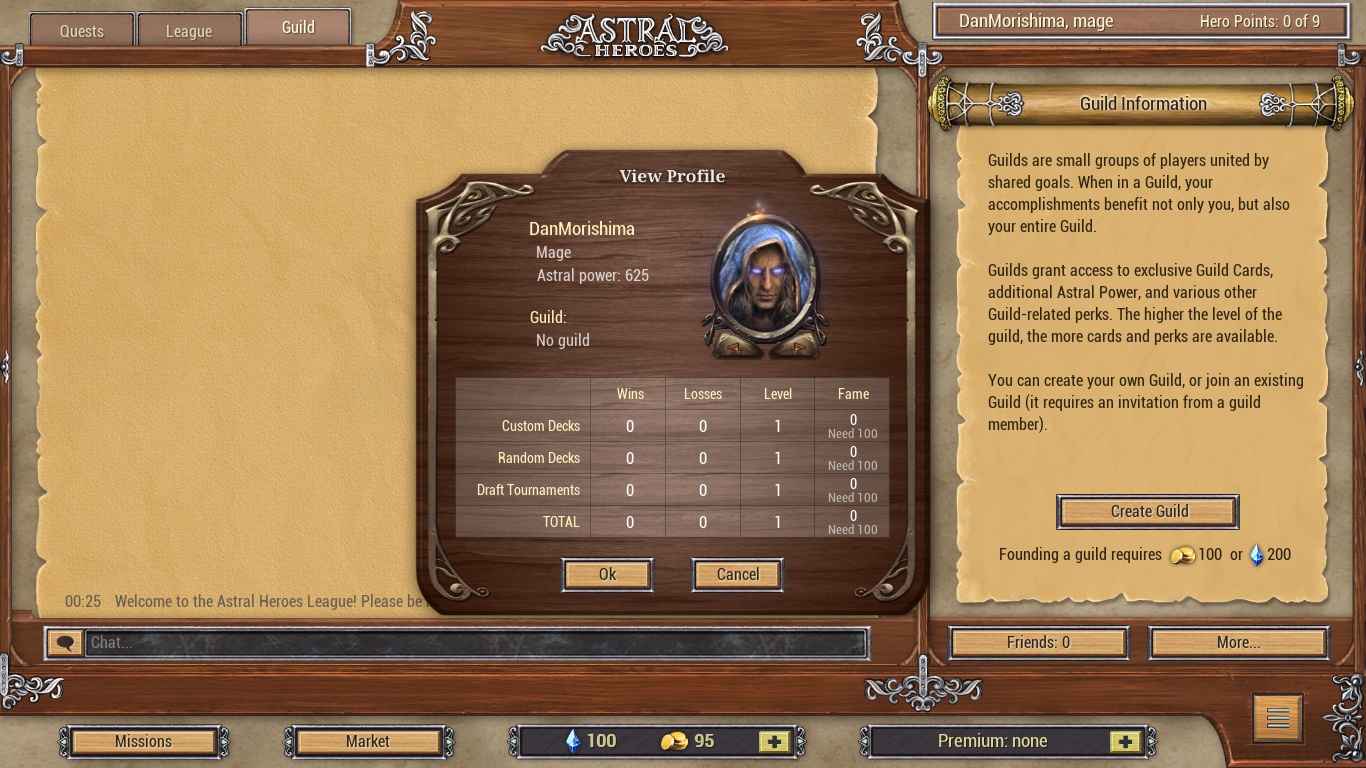 Quests
League
Guild
ASTRAL
HEROES
DanMorishima, mage
Hero Points: 0 of 9
View Profile
DanMorishima
Mage
Astral power: 625
Guild:
No guild
Wins Losses Level Fame
Custom Decks 0 0 1 0
Need 100
Random Decks 0 0 1 0
Need 100
Draft Tournaments 0 0 1 0
Need 100
TOTAL 0 0 1 0
Need 100
Ok
Cancel
00:25 Welcome to the Astral Heroes League! Please be
Chat...
Guild Information
Guilds are small groups of players united by
shared goals. When in a Guild, your
accomplishments benefit not only you, but also
your entire Guild.
Guilds grant access to exclusive Guild Cards,
additional Astral Power, and various other
Guild-related perks. The higher the level of the
guild, the more cards and perks are available.
You can create your own Guild, or join an existing
Guild (it requires an invitation from a guild
member).
Create Guild
Founding a guild requires 100 or 200
Friends: 0
More...
Missions
Market
100
95
Premium: none